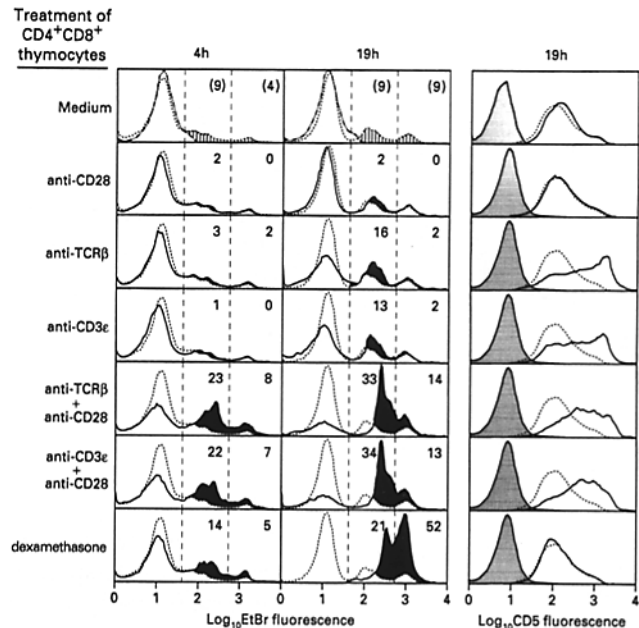 Treatment of
CD4⁺CD8⁺
thymocytes
4h 19h 19h
Medium (9) (4) (9) (9)
anti-CD28 2 0 2 0
anti-TCRβ 3 2 16 2
anti-CD3ε 1 0 13 2
anti-TCRβ
+
anti-CD28
23 8 33 14
anti-CD3ε
+
anti-CD28
22 7 34 13
dexamethasone 14 5 21 52
0 1 2 3 0 1 2 3 4 0 1 2 3 4
Log₁₀EtBr fluorescence Log₁₀CD5 fluorescence